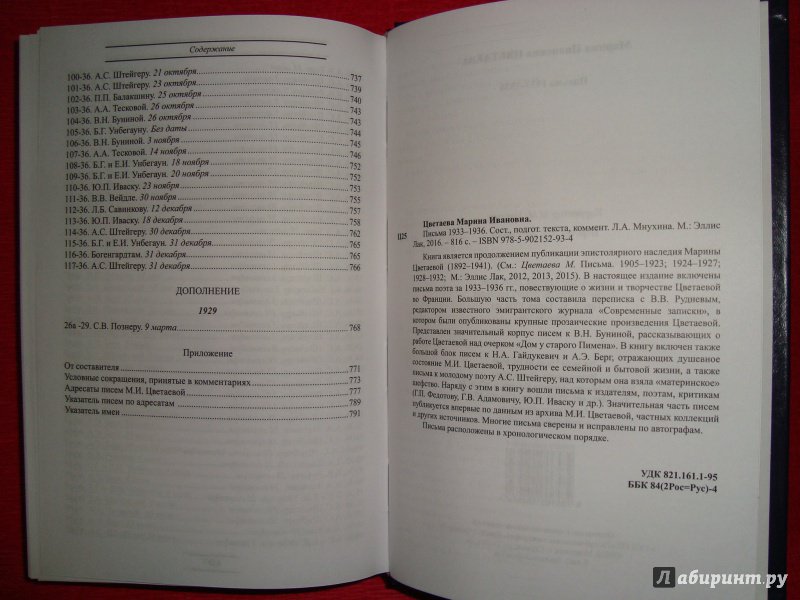 Содержание
100-36. А.С. Штейгеру. 21 октября 737
101-36. А.С. Штейгеру. 23 октября 739
102-36. П.П. Балакшину. 25 октября 740
103-36. А.А. Тесковой. 26 октября 743
104-36. В.Н. Буниной. 26 октября 743
105-36. Б.Г. Унбегауну. Без даты 744
106-36. В.Н. Буниной. 3 ноября 745
107-36. А.А. Тесковой. 14 ноября 746
108-36. Б.Г. и Е.И. Унбегаун. 18 ноября 752
109-36. Б.Г. и Е.И. Унбегаун. 20 ноября 752
110-36. Ю.П. Иваску. 23 ноября 753
111-36. В.В. Вейдле. 30 ноября 755
112-36. Л.Б. Савинкову. 12 декабря 757
113-36. Ю.П. Иваску. 18 декабря 758
114-36. А.С. Штейгеру. 30 декабря 762
115-36. Б.Г. и Е.И. Унбегаун. 31 декабря 765
116-36. Богенгардтам. 31 декабря 765
117-36. А.С. Штейгеру. 31 декабря 766
ДОПОЛНЕНИЕ
1929
26в -29. С.В. Познеру. 9 марта 768
Приложение
От составителя 771
Условные сокращения, принятые в комментариях 773
Адресаты писем М.И. Цветаевой 777
Указатель писем по адресатам 789
Указатель имен 791
Цветаева Марина Ивановна.
Ц25 Письма 1933–1936. Сост., подгот. текста, коммент. Л.А. Мнухина. М.: Эллис
Лак, 2016. – 816 с. – ISBN 978-5-902152-93-4
Книга является продолжением публикации эпистолярного наследия Марины
Цветаевой (1892–1941). (См.: Цветаева М. Письма. 1905–1923; 1924–1927;
1928–1932; М.: Эллис Лак, 2012, 2013, 2015). В настоящее издание включены
письма поэта за 1933–1936 гг., повествующие о жизни и творчестве Цветаевой
во Франции. Большую часть тома составила переписка с В.В. Рудневым,
редактором известного эмигрантского журнала «Современные записки», в
котором были опубликованы крупные прозаические произведения Цветаевой.
Представлен значительный корпус писем к В.Н. Буниной, рассказывающих о
работе Цветаевой над очерком «Дом у старого Пимена». В книгу включен также
большой блок писем к Н.А. Гайдукевич и А.Э. Берг, отражающих душевное
состояние М.И. Цветаевой, трудности ее семейной и бытовой жизни, а также
письма к молодому поэту А.С. Штейгеру, над которым она взяла «материнское»
шефство. Наряду с этим в книгу вошли письма к издателям, поэтам, критикам
(Г.П. Федотову, Г.В. Адамовичу, Ю.П. Иваску и др.). Значительная часть писем
публикуется впервые по данным из архива М.И. Цветаевой, частных коллекций
и других источников. Многие письма сверены и исправлены по автографам.
Письма расположены в хронологическом порядке.
УДК 821.161.1-95
ББК 84(2Рос=Рус)-4
Лабиринт.ру